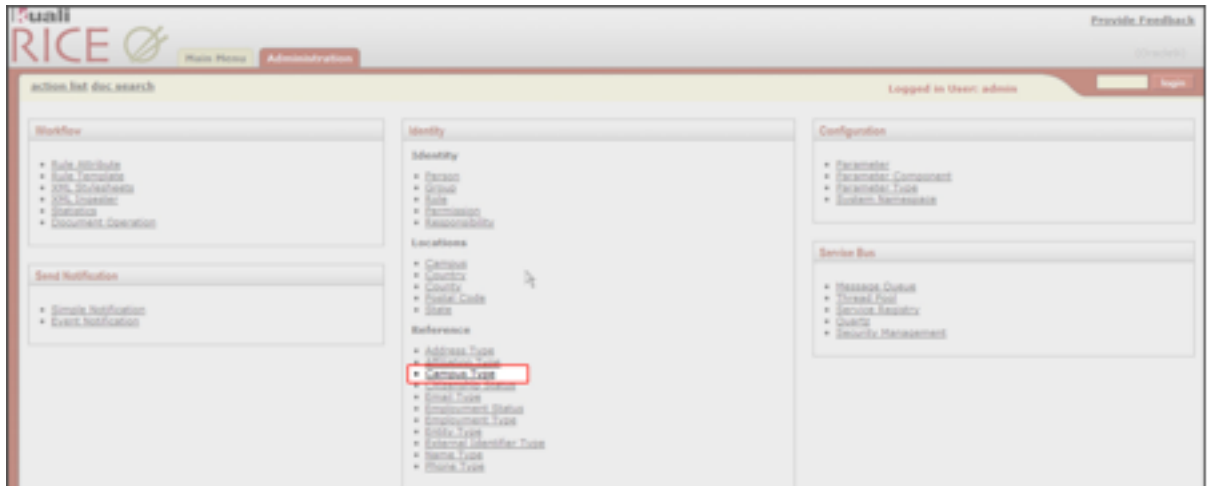 Kuali
RICE
Provide Feedback
Main Menu
Administration
action list doc search
Logged in User: admin
login
Workflow
Rule Attribute
Rule Template
XML Stylesheets
XML Ingester
Statistics
Document Operation
Send Notification
Simple Notification
Event Notification
Identity
Identity
Person
Group
Role
Permission
Responsibility
Locations
Campus
Country
County
Postal Code
State
Reference
Address Type
Affiliation Type
Campus Type
Citizenship Status
Email Type
Employment Status
Employment Type
Entity Type
External Identifier Type
Name Type
Phone Type
Configuration
Parameter
Parameter Component
Parameter Type
System Namespace
Service Bus
Message Queue
Thread Pool
Service Registry
Quartz
Security Management